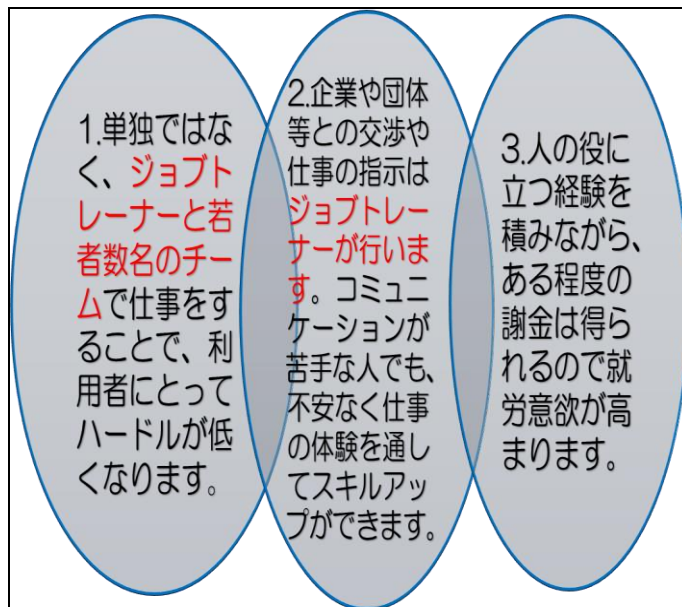 1.単独ではな
く、ジョブト
レーナーと若
者数名のチー
ムで仕事をす
ることで、利
用者にとって
ハードルが低
くなります。
2.企業や団体
等との交渉や
仕事の指示は
ジョブトレー
ナーが行いま
す。コミュニ
ケーションが
苦手な人でも、
不安なく仕事
の体験を通し
てスキルアッ
プができます。
3.人の役に
立つ経験を
積みながら、
ある程度の
謝金は得ら
れるので就
労意欲が高
まります。